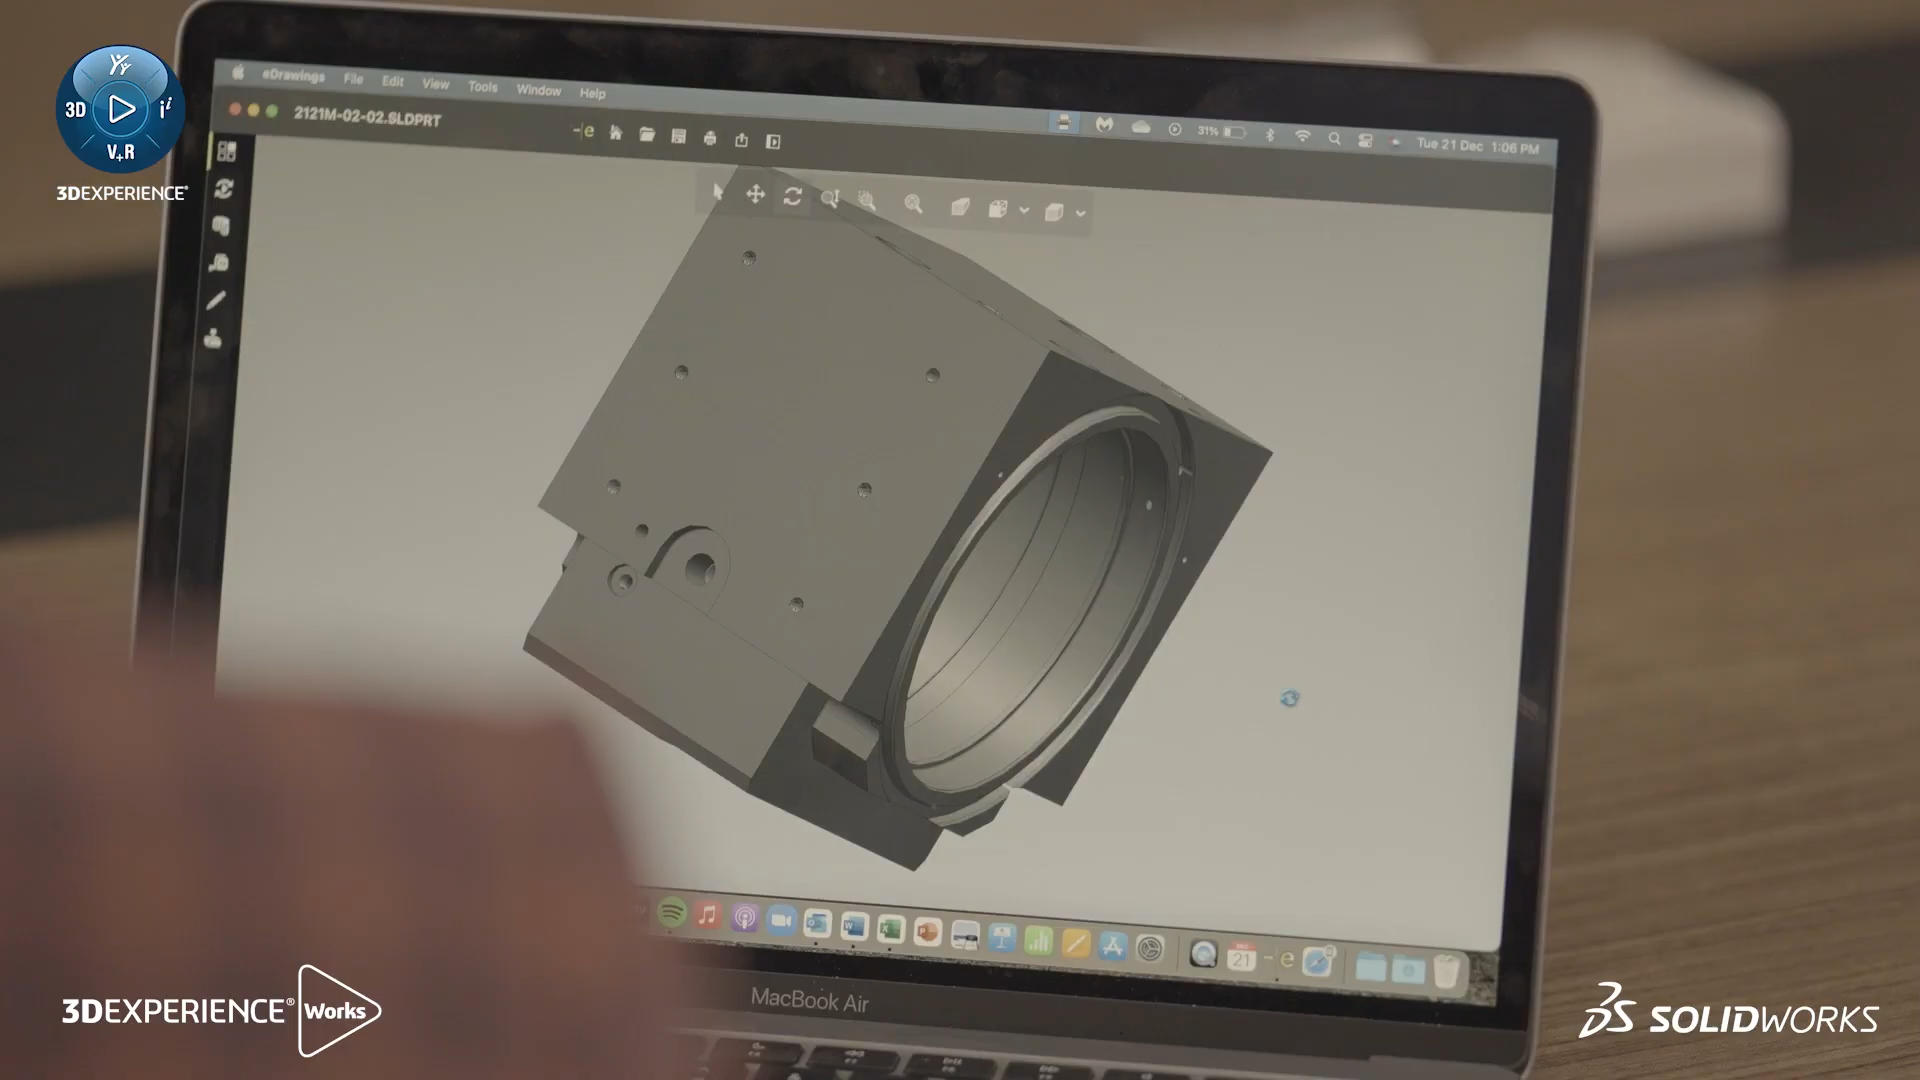 3D
V+R
3DEXPERIENCE®
eDrawings File Edit View Tools Window Help
31%
Tue 21 Dec 1:06 PM
2121M-02-02.SLDPRT
21
MacBook Air
3DEXPERIENCE® Works
SOLIDWORKS